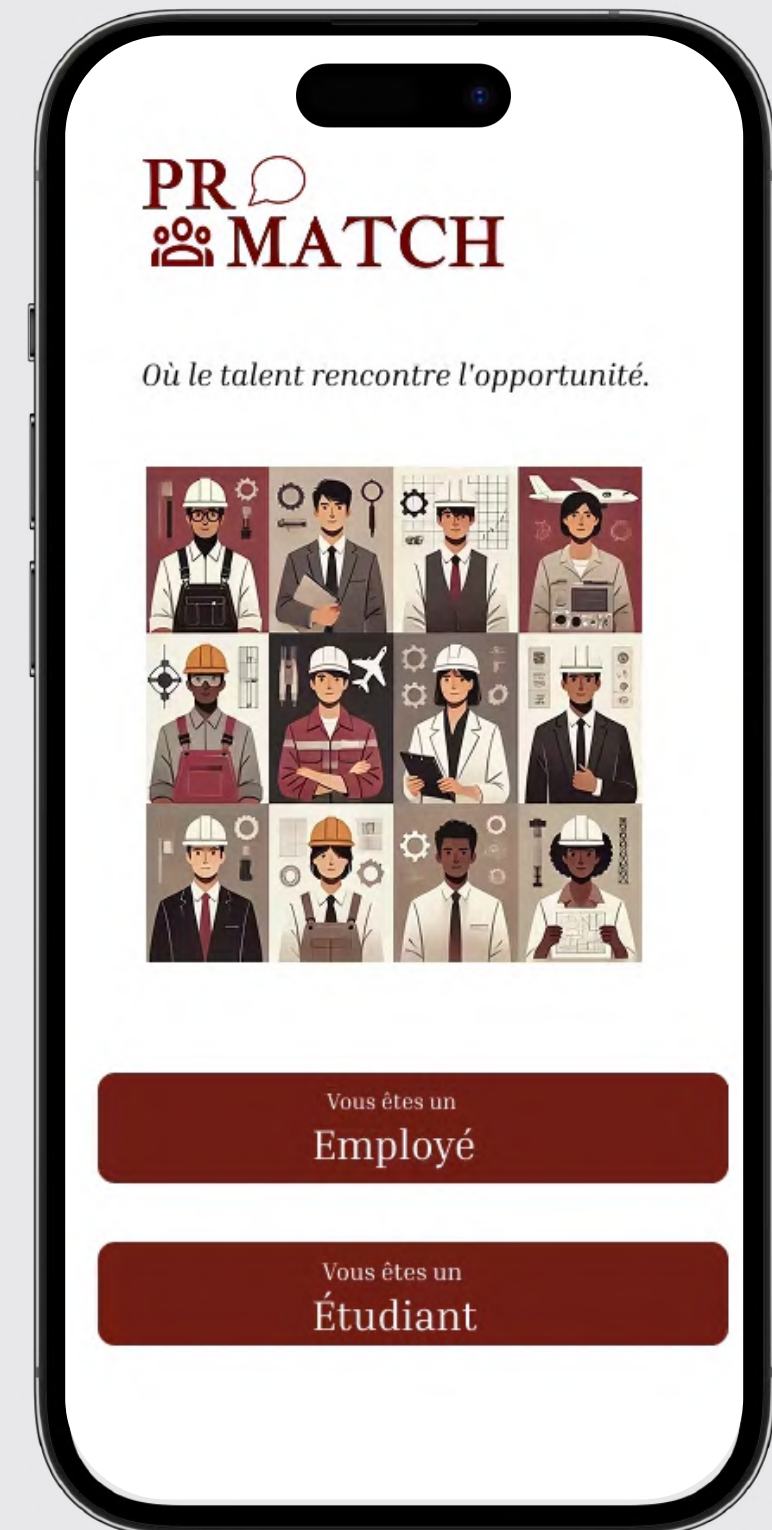 PR
MATCH
Où le talent rencontre l'opportunité.
Vous êtes un
Employé
Vous êtes un
Étudiant